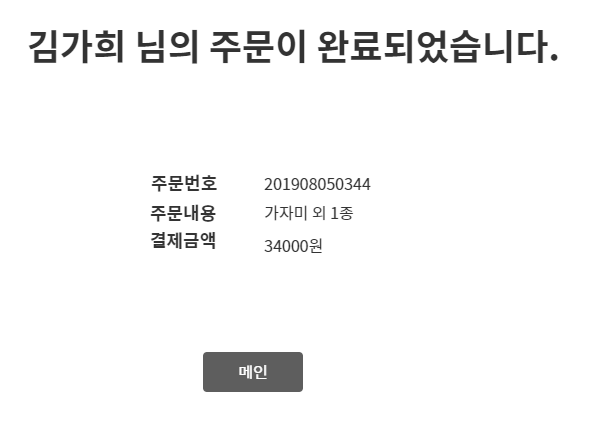 김가희 님의 주문이 완료되었습니다.
주문번호 201908050344
주문내용 가자미 외 1종
결제금액 34000원
메인